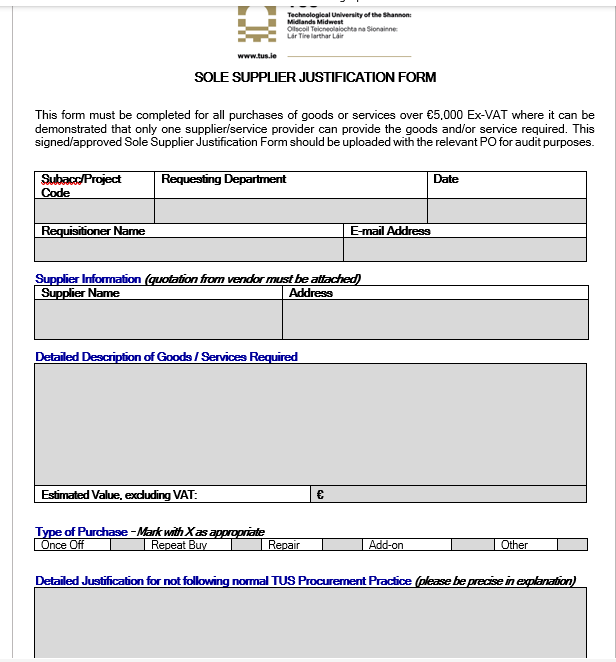 TUS
Technological University of the Shannon:
Midlands Midwest
Ollscoil Teicneolaíochta na Sionainne:
Lár Tíre Iarthar Láir
www.tus.ie
SOLE SUPPLIER JUSTIFICATION FORM
This form must be completed for all purchases of goods or services over €5,000 Ex-VAT where it can be
demonstrated that only one supplier/service provider can provide the goods and/or service required. This
signed/approved Sole Supplier Justification Form should be uploaded with the relevant PO for audit purposes.
Subacc/Project Requesting Department Date
Code
Requisitioner Name E-mail Address
Supplier Information (quotation from vendor must be attached)
Supplier Name Address
Detailed Description of Goods / Services Required
Estimated Value, excluding VAT: €
Type of Purchase – Mark with X as appropriate
Once Off Repeat Buy Repair Add-on Other
Detailed Justification for not following normal TUS Procurement Practice (please be precise in explanation)